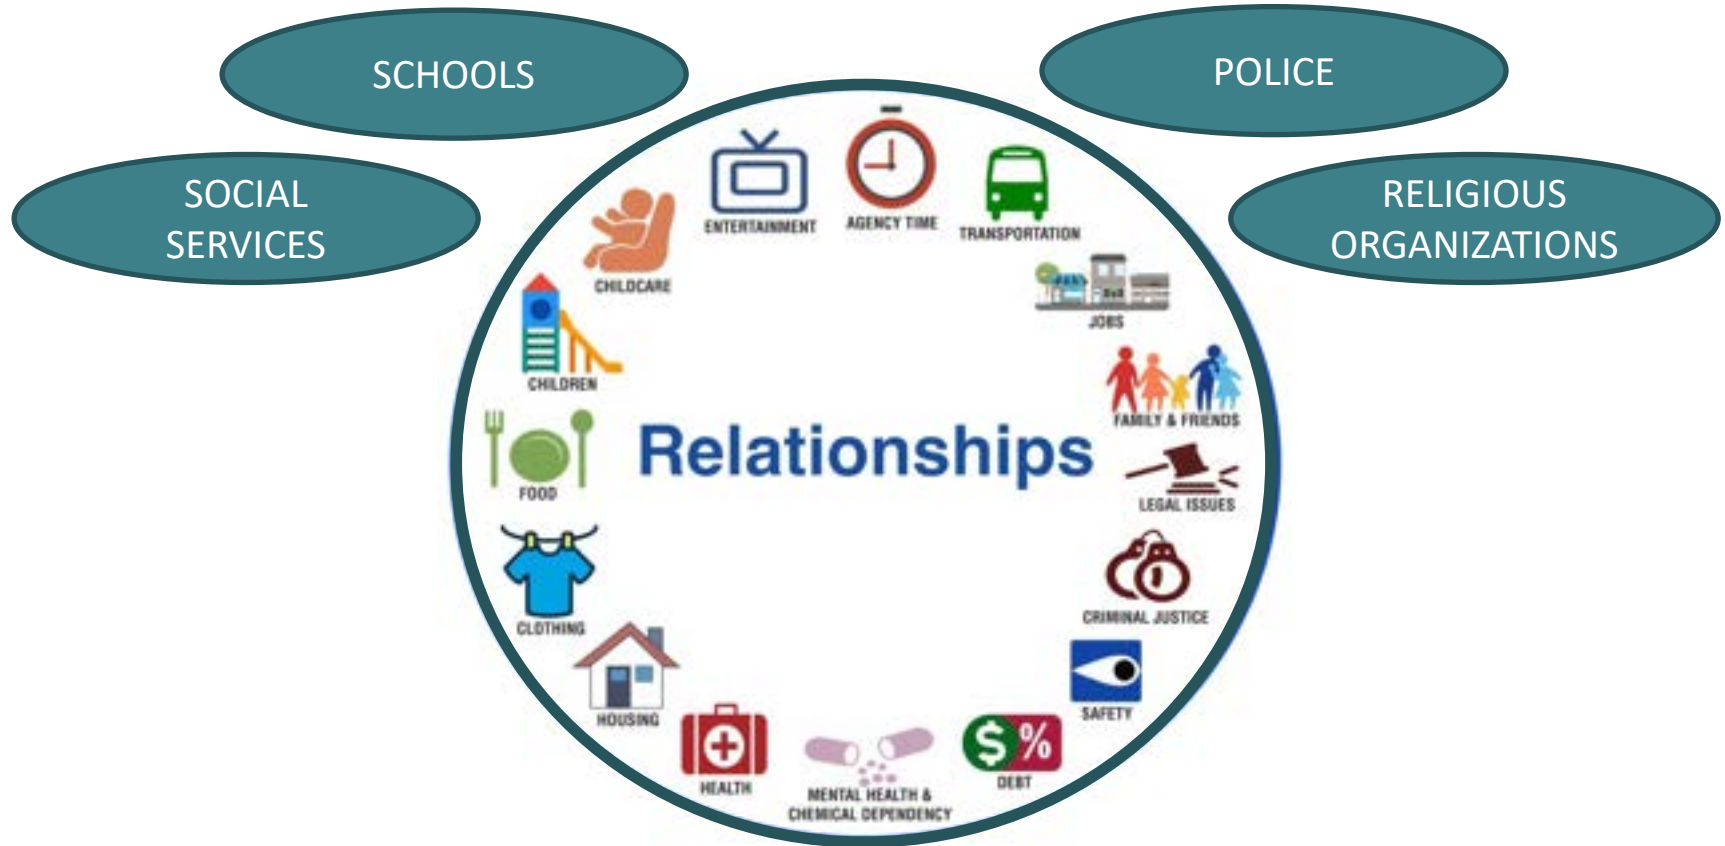 SCHOOLS
POLICE
SOCIAL
SERVICES
RELIGIOUS
ORGANIZATIONS
ENTERTAINMENT
AGENCY TIME
TRANSPORTATION
CHILDCARE
JOBS
CHILDREN
FAMILY & FRIENDS
Relationships
FOOD
LEGAL ISSUES
CLOTHING
CRIMINAL JUSTICE
HOUSING
SAFETY
$ %
HEALTH
DEBT
MENTAL HEALTH &
CHEMICAL DEPENDENCY